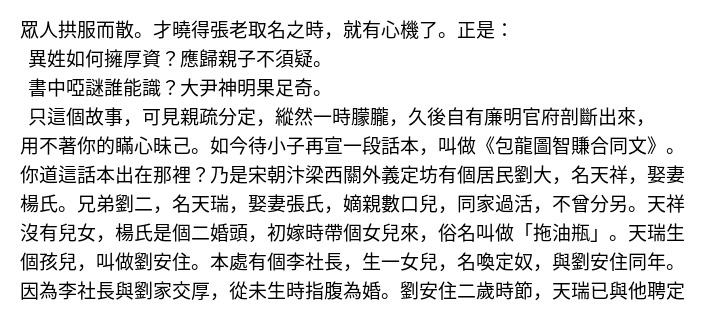 眾人拱服而散。才曉得張老取名之時，就有心機了。正是：
異姓如何擁厚資？應歸親子不須疑。
書中啞謎誰能識？大尹神明果足奇。
只這個故事，可見親疏分定，縱然一時朦朧，久後自有廉明官府剖斷出來，
用不著你的瞞心昧己。如今待小子再宣一段話本，叫做《包龍圖智賺合同文》。
你道這話本出在那裡？乃是宋朝汴梁西關外義定坊有個居民劉大，名天祥，娶妻
楊氏。兄弟劉二，名天瑞，娶妻張氏，嫡親數口兒，同家過活，不曾分另。天祥
沒有兒女，楊氏是個二婚頭，初嫁時帶個女兒來，俗名叫做「拖油瓶」。天瑞生
個孩兒，叫做劉安住。本處有個李社長，生一女兒，名喚定奴，與劉安住同年。
因為李社長與劉家交厚，從未生時指腹為婚。劉安住二歲時節，天瑞已與他聘定